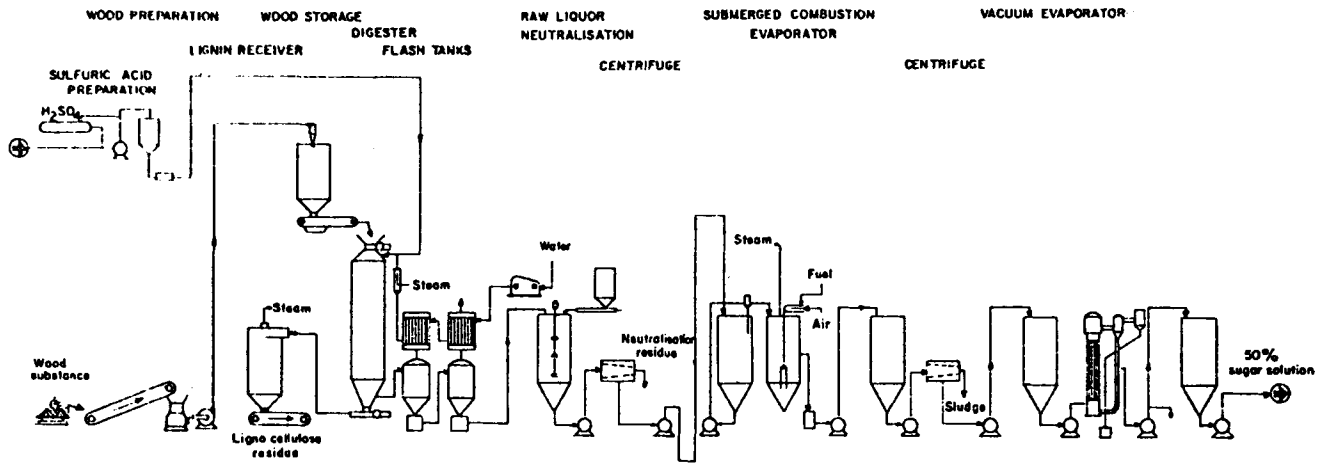 WOOD PREPARATION
WOOD STORAGE
RAW LIQUOR
NEUTRALISATION
SUBMERGED COMBUSTION
EVAPORATOR
VACUUM EVAPORATOR
DIGESTER
LIGNIN RECEIVER
FLASH TANKS
CENTRIFUGE
CENTRIFUGE
SULFURIC ACID
PREPARATION
H2SO4
Water
Steam
Steam
Fuel
Air
Steam
Neutralisation
residue
Wood
substance
50%
sugar solution
Sludge
Ligno cellulose
residue